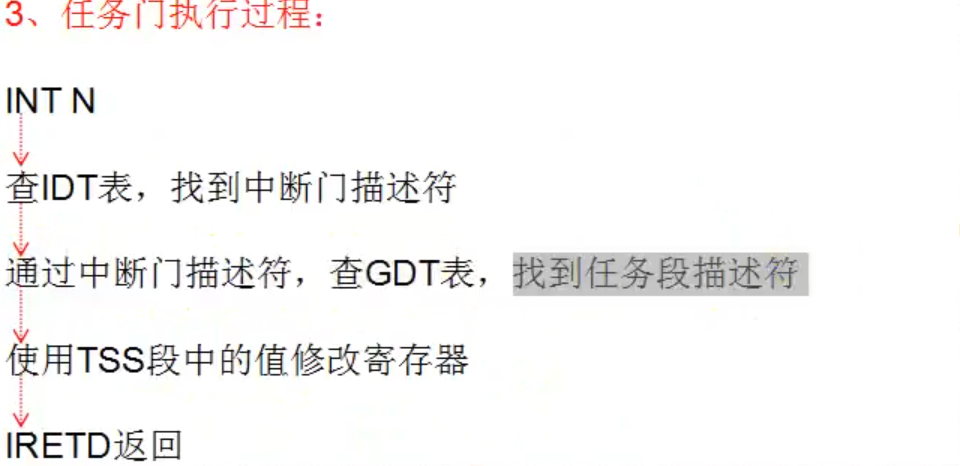 3、任务门执行过程：
INT N
查IDT表，找到中断门描述符
通过中断门描述符，查GDT表，找到任务段描述符
使用TSS段中的值修改寄存器
IRETD返回